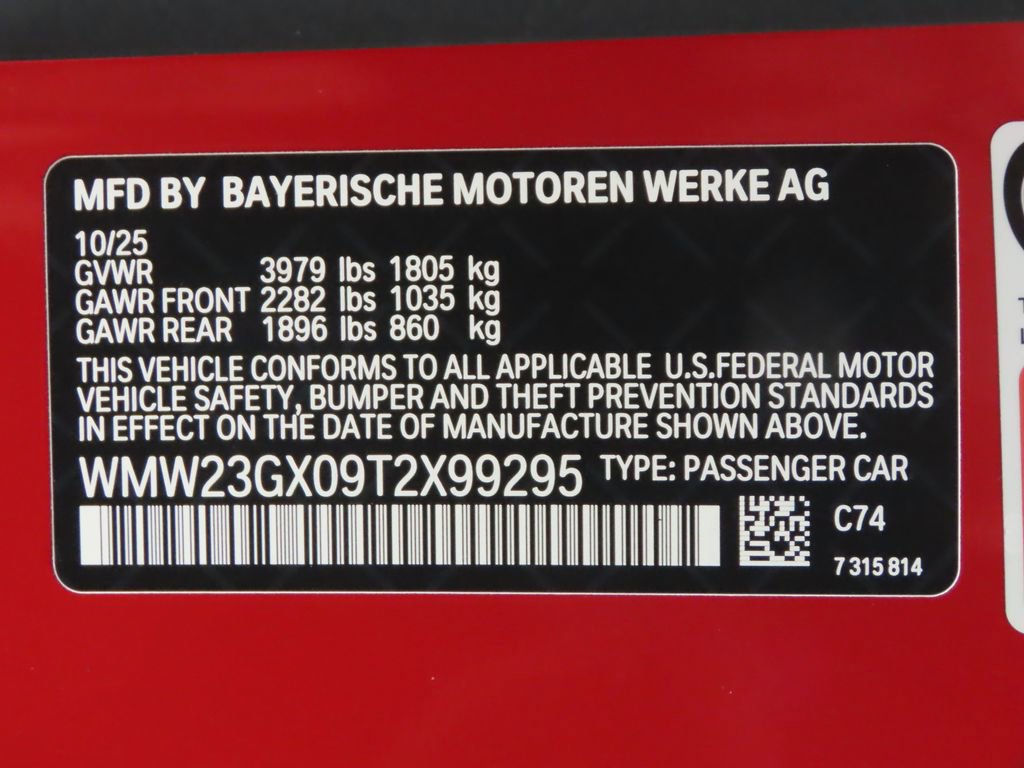 MFD BY BAYERISCHE MOTOREN WERKE AG
10/25
GVWR 3979 lbs 1805 kg
GAWR FRONT 2282 lbs 1035 kg
GAWR REAR 1896 lbs 860 kg
THIS VEHICLE CONFORMS TO ALL APPLICABLE U.S.FEDERAL MOTOR
VEHICLE SAFETY, BUMPER AND THEFT PREVENTION STANDARDS
IN EFFECT ON THE DATE OF MANUFACTURE SHOWN ABOVE.
WMW23GX09T2X99295 TYPE: PASSENGER CAR
C74
7 315 814